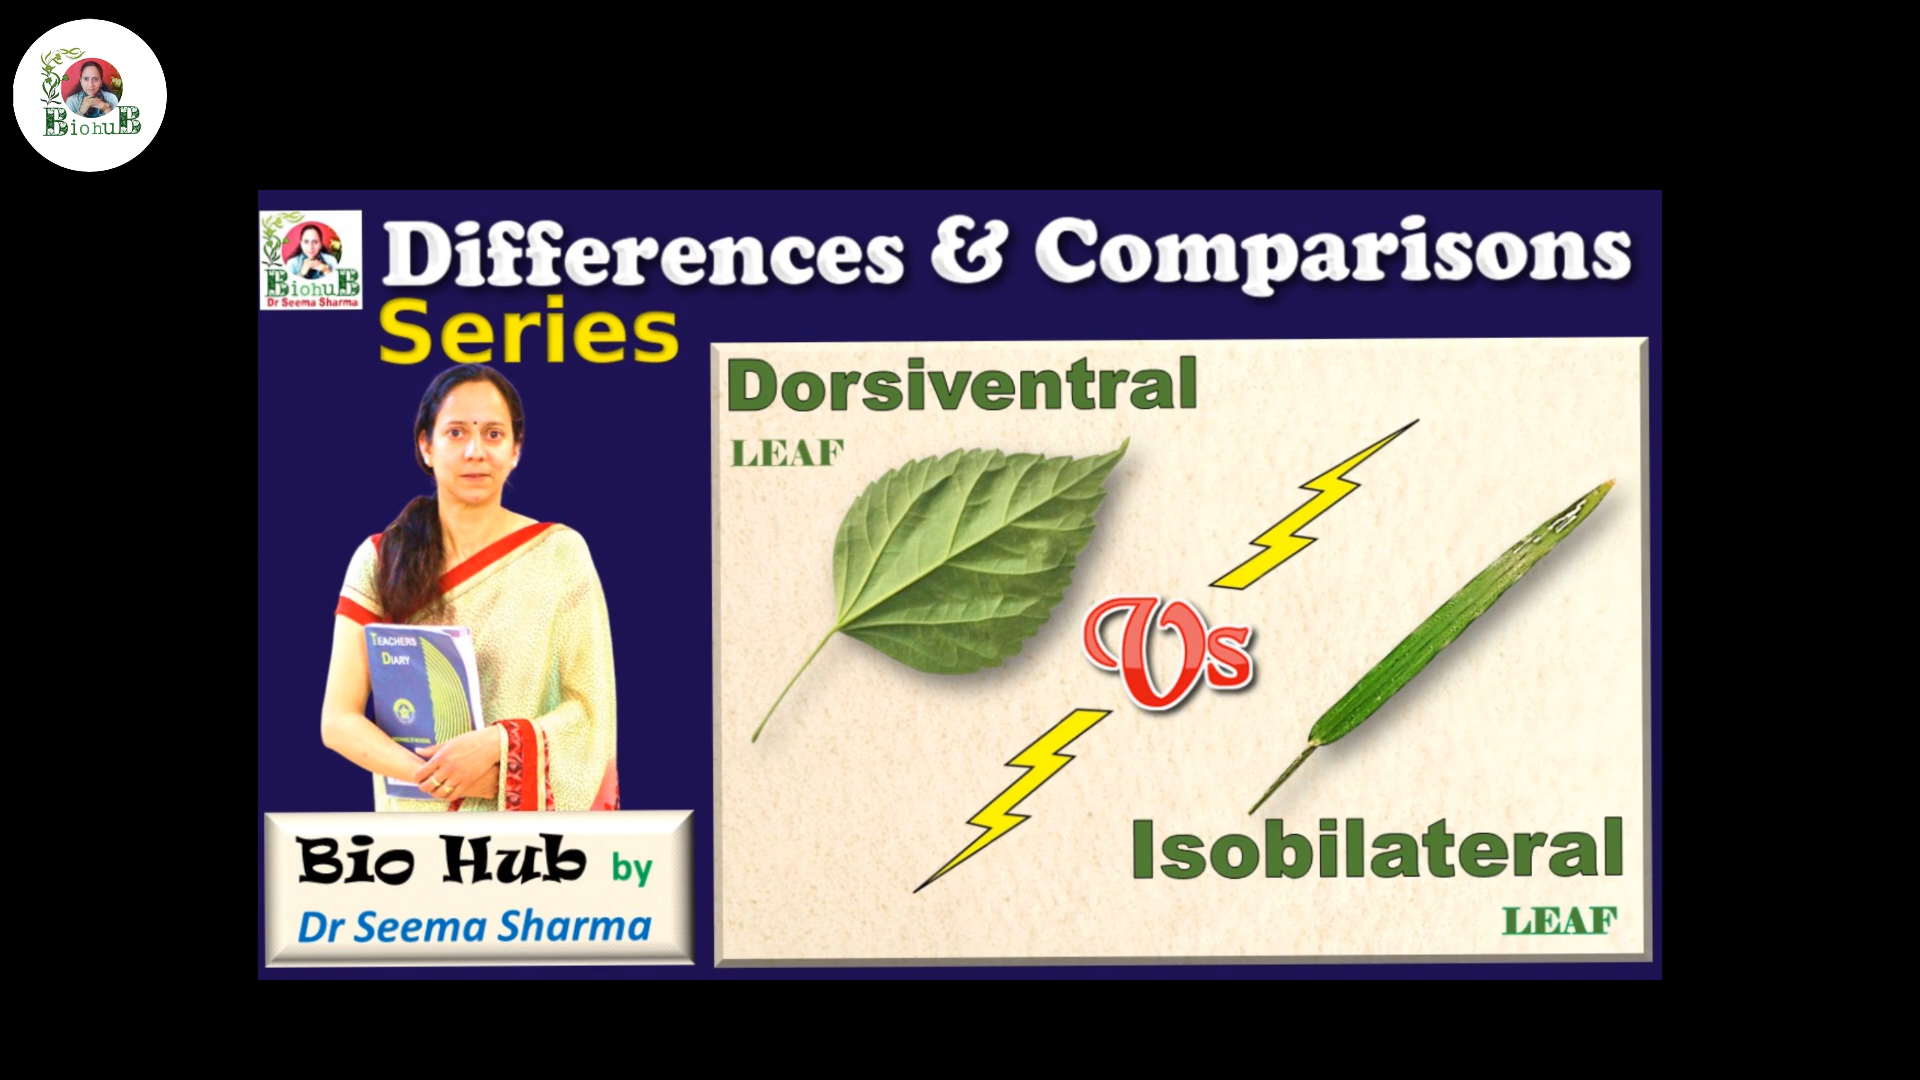 BiohuB
BiohuB
Dr Seema Sharma
Differences & Comparisons
Series
Dorsiventral
LEAF
Vs
Isobilateral
LEAF
TEACHERS
DIARY
Bio Hub by
Dr Seema Sharma